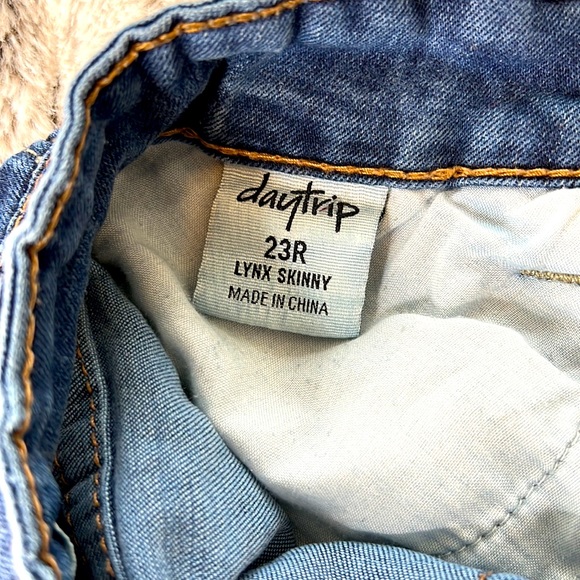 daytrip
23R
LYNX SKINNY
MADE IN CHINA